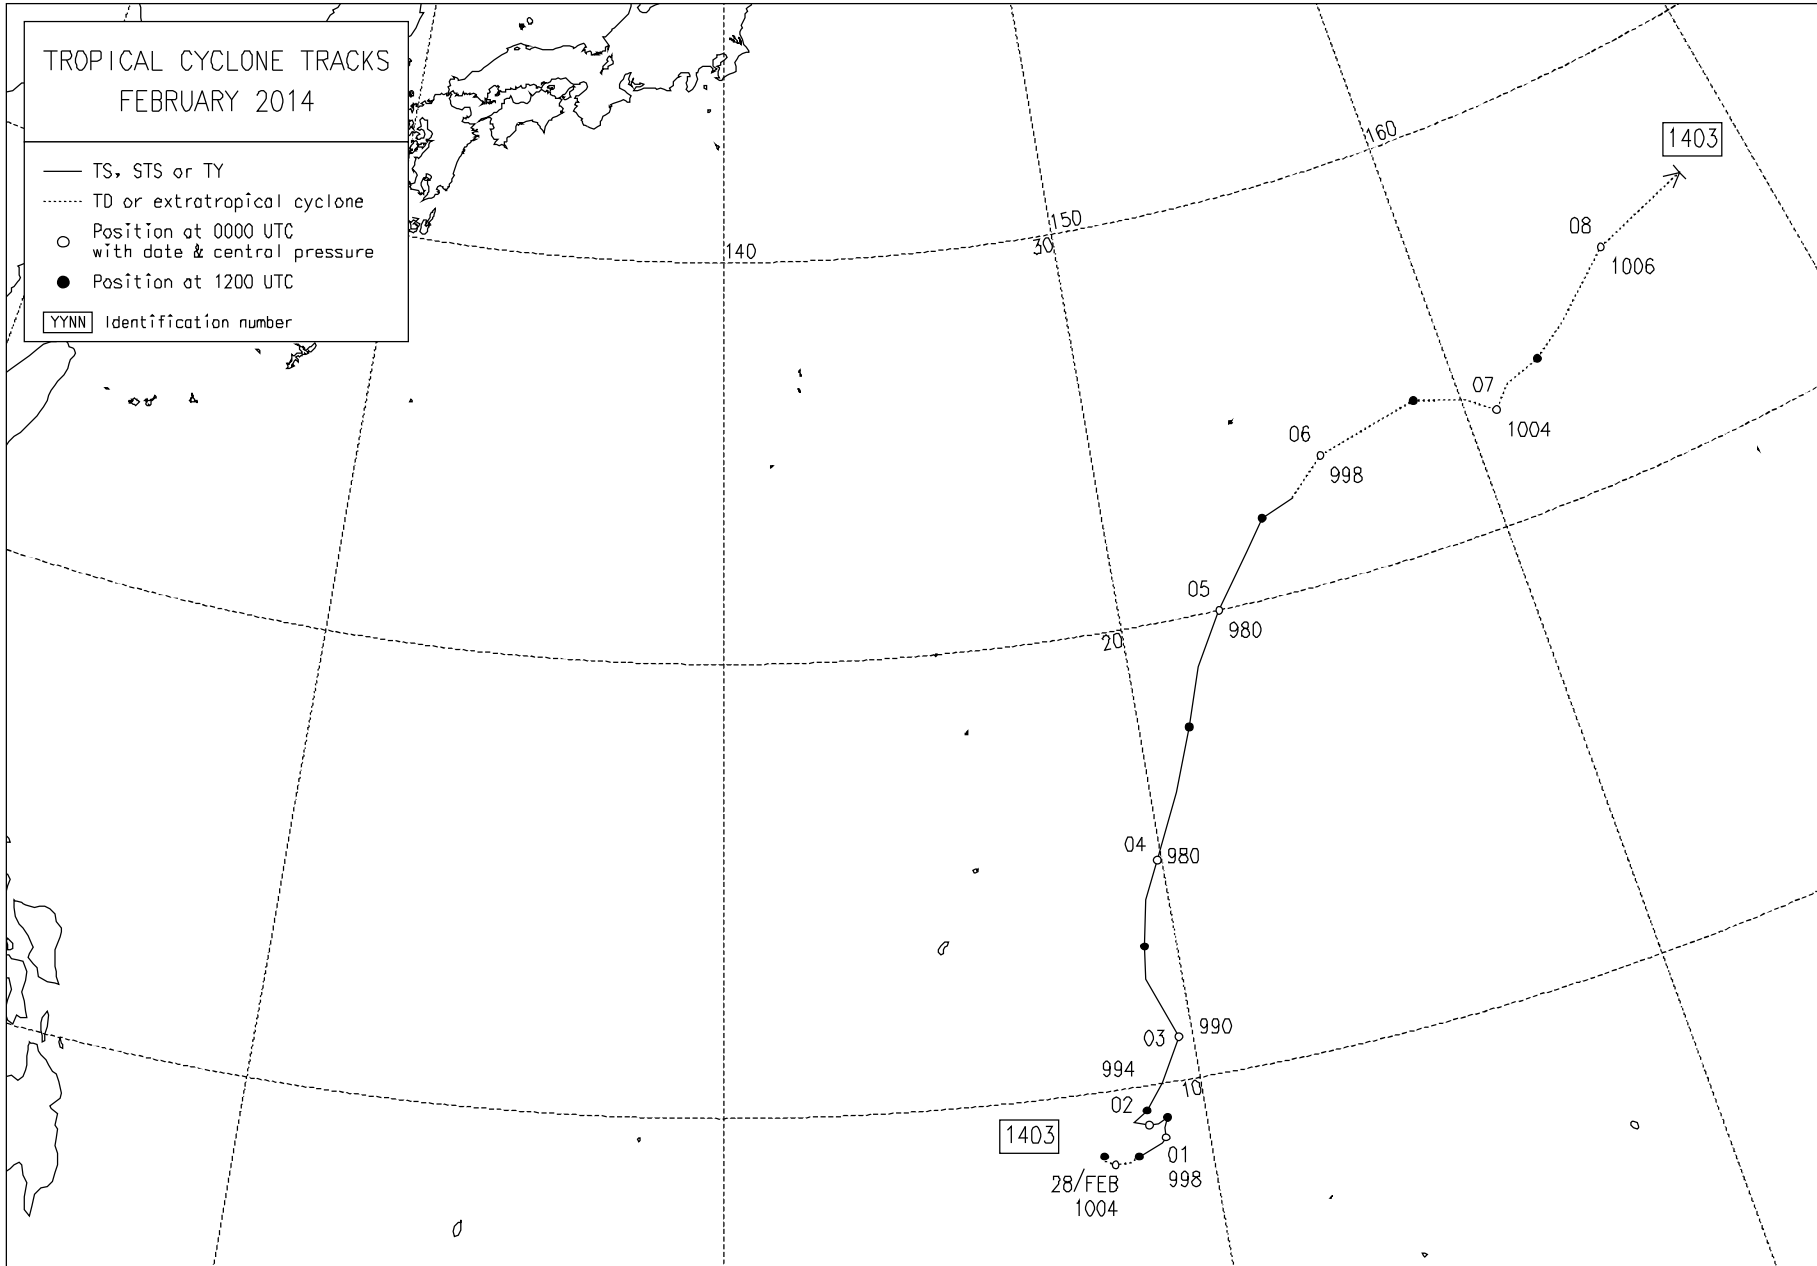 TROPICAL CYCLONE TRACKS
FEBRUARY 2014
TS, STS or TY
TD or extratropical cyclone
Position at 0000 UTC
with date & central pressure
Position at 1200 UTC
YYNN Identification number
160
1403
150
30
140
08
1006
07
1004
06
998
05
980
20
04
980
03
990
994
10
02
1403
01
998
28/FEB
1004